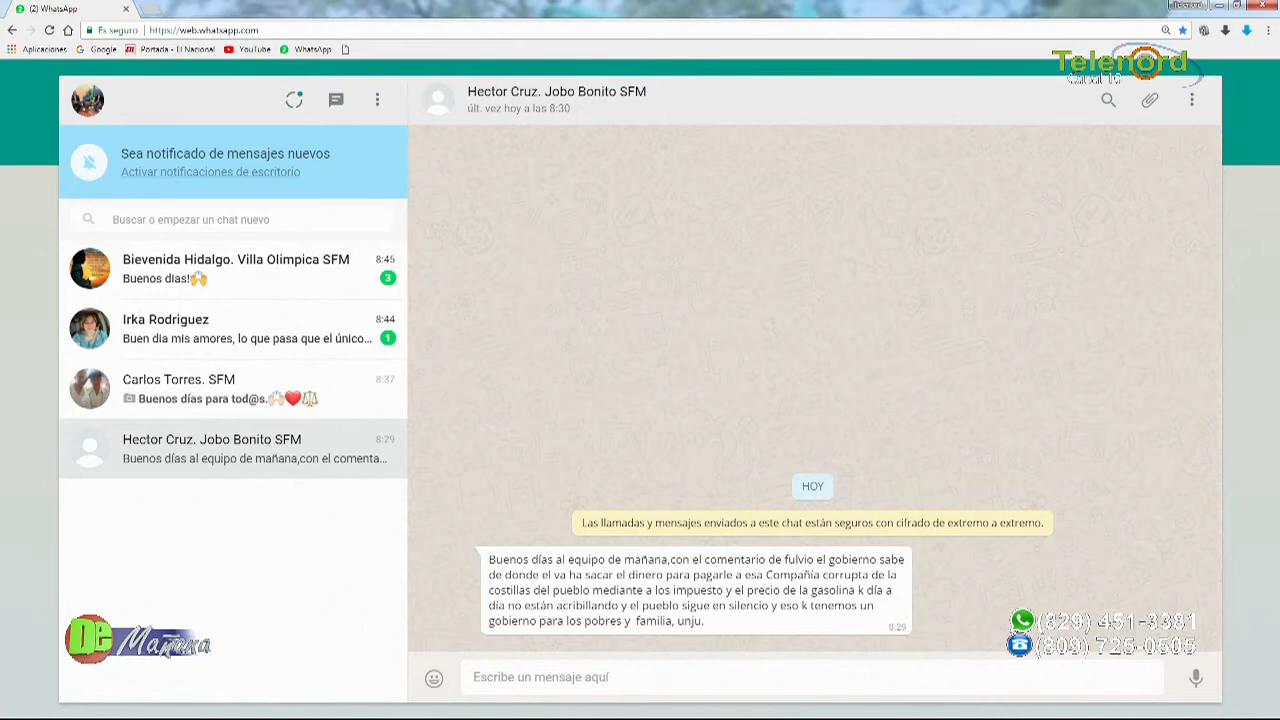 (2) WhatsApp
Telenord
Es seguro
https://web.whatsapp.com
Aplicaciones
Google
Portada - El Nacional
YouTube
WhatsApp
Telenord
Canal 10
Hector Cruz. Jobo Bonito SFM
últ. vez hoy a las 8:30
Sea notificado de mensajes nuevos
Activar notificaciones de escritorio
Buscar o empezar un chat nuevo
Bievenida Hidalgo. Villa Olimpica SFM
8:45
Buenos dias!🙌
3
Irka Rodriguez
8:44
Buen dia mis amores, lo que pasa que el único...
1
Carlos Torres. SFM
8:37
Buenos días para tod@s.🙌🏻❤️⚖️
Hector Cruz. Jobo Bonito SFM
8:29
Buenos días al equipo de mañana,con el comenta...
HOY
Las llamadas y mensajes enviados a este chat están seguros con cifrado de extremo a extremo.
Buenos días al equipo de mañana,con el comentario de fulvio el gobierno sabe
de donde el va ha sacar el dinero para pagarle a esa Compañía corrupta de la
costillas del pueblo mediante a los impuesto y el precio de la gasolina k día a
día no están acribillando y el pueblo sigue en silencio y eso k tenemos un
gobierno para los pobres y familia, unju.
8:29
De Mañana
(829) 451-3381
(809) 725-0505
Escribe un mensaje aquí